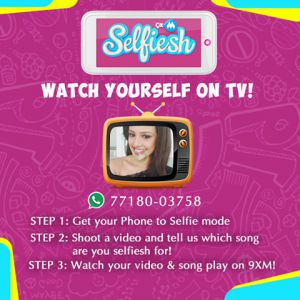 9XM
Selfiesh
WATCH YOURSELF ON TV!
77180-03758
STEP 1: Get your Phone to Selfie mode
STEP 2: Shoot a video and tell us which song
are you selfiesh for!
STEP 3: Watch your video & song play on 9XM!